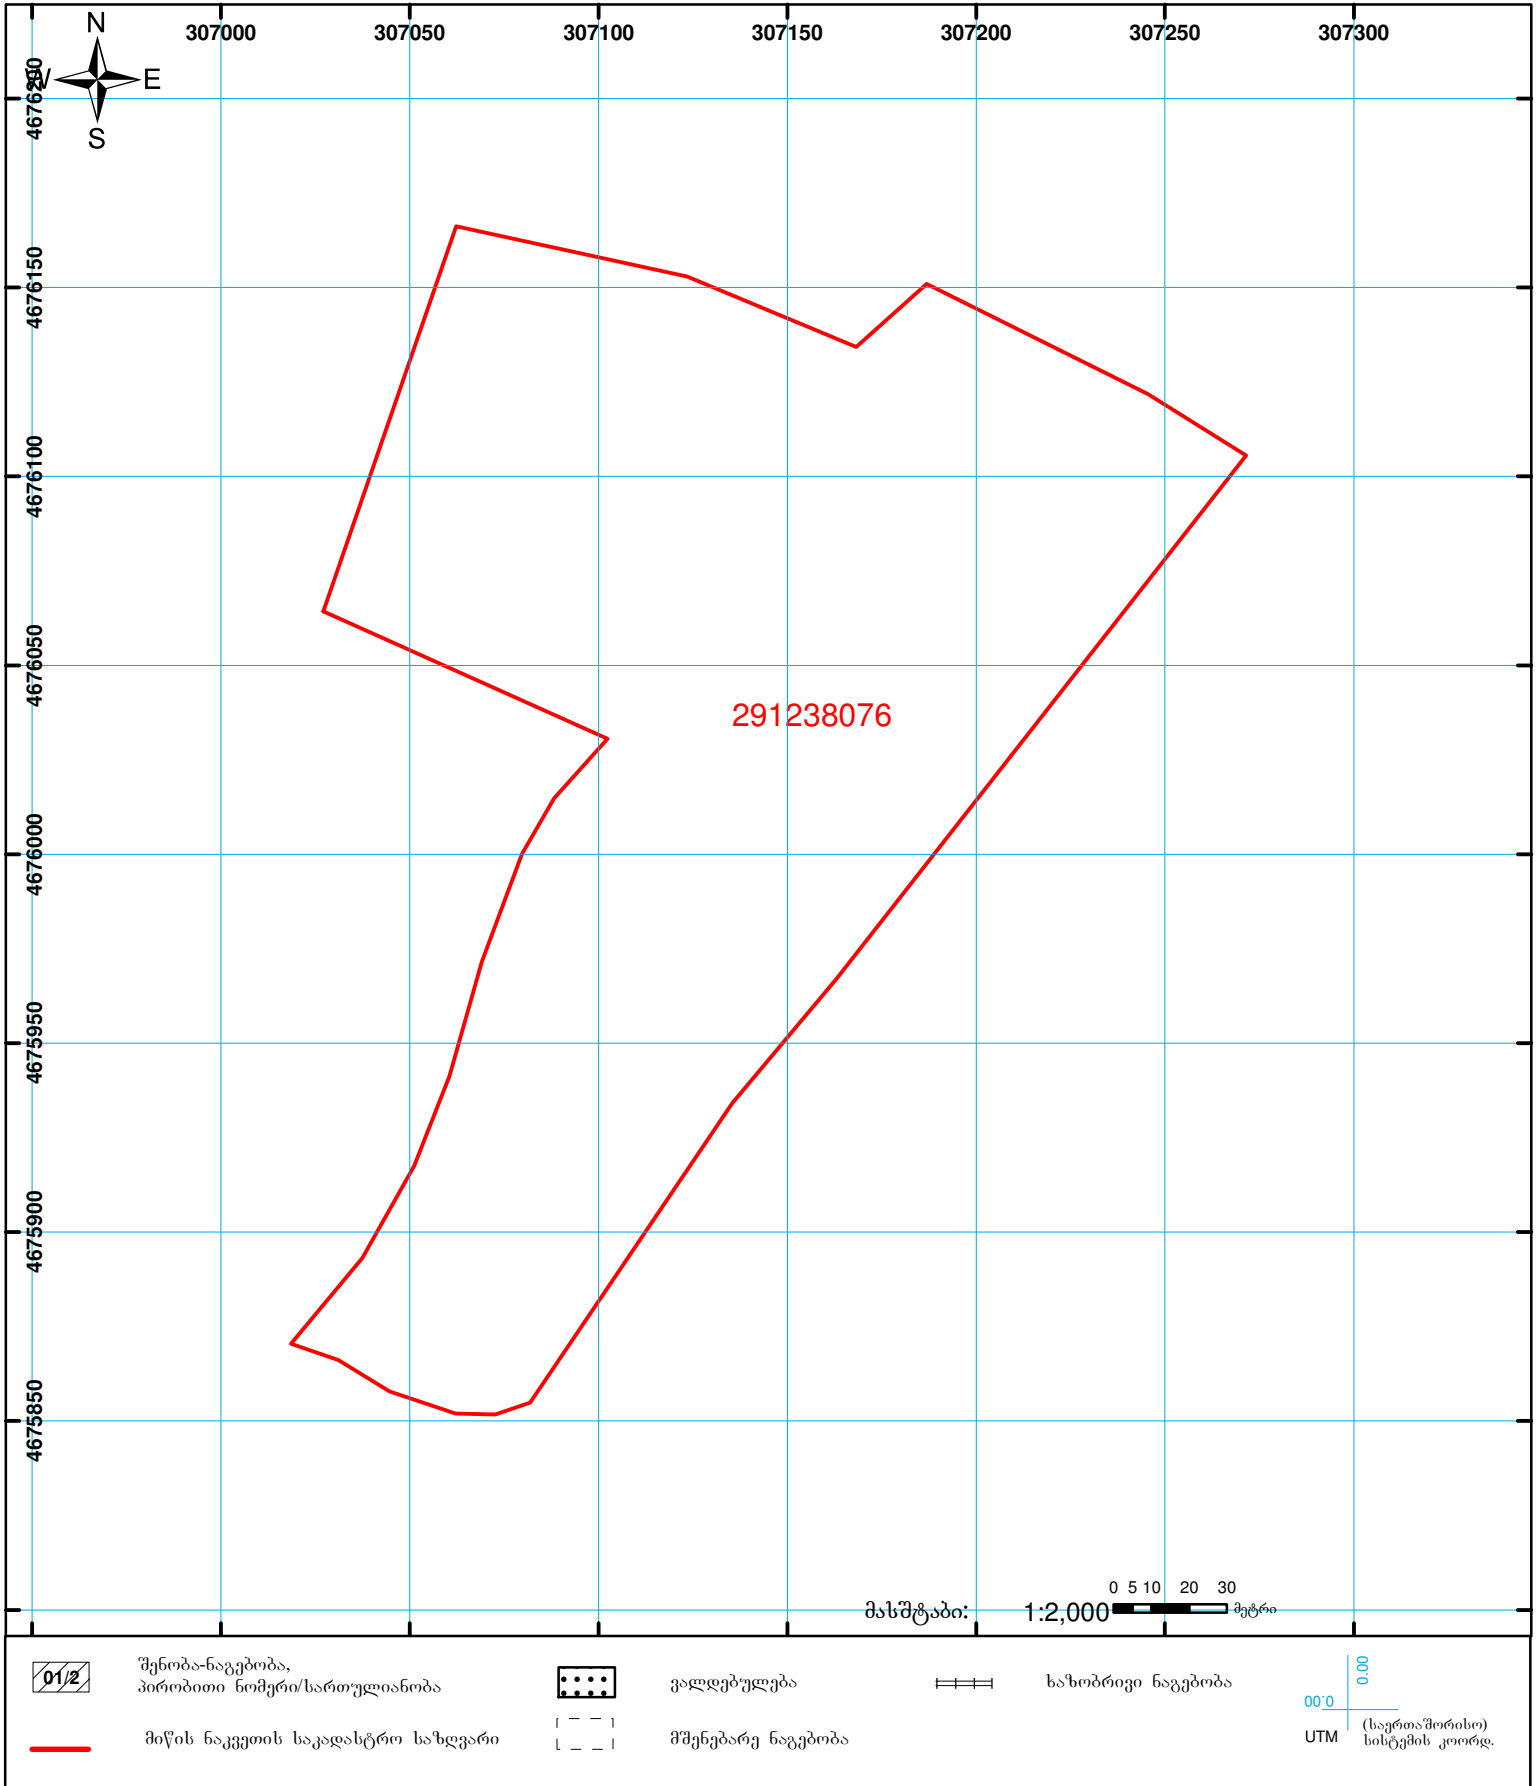 N
307000 307050 307100 307150 307200 307250 307300
W E
S
4676200
4676150
4676100
4676050
291238076
4676000
4675950
4675900
4675850
0 5 10 20 30
მასშტაბი: 1:2,000 მეტრი
01/2 შენობა-ნაგებობა,
პირობითი ნომერი/სართულიანობა
ვალდებულება
ხაზობრივი ნაგებობა
0.00
0.00
მიწის ნაკვეთის საკადასტრო საზღვარი
მშენებარე ნაგებობა
UTM (საერთაშორისო)
სისტემის კოორდ.